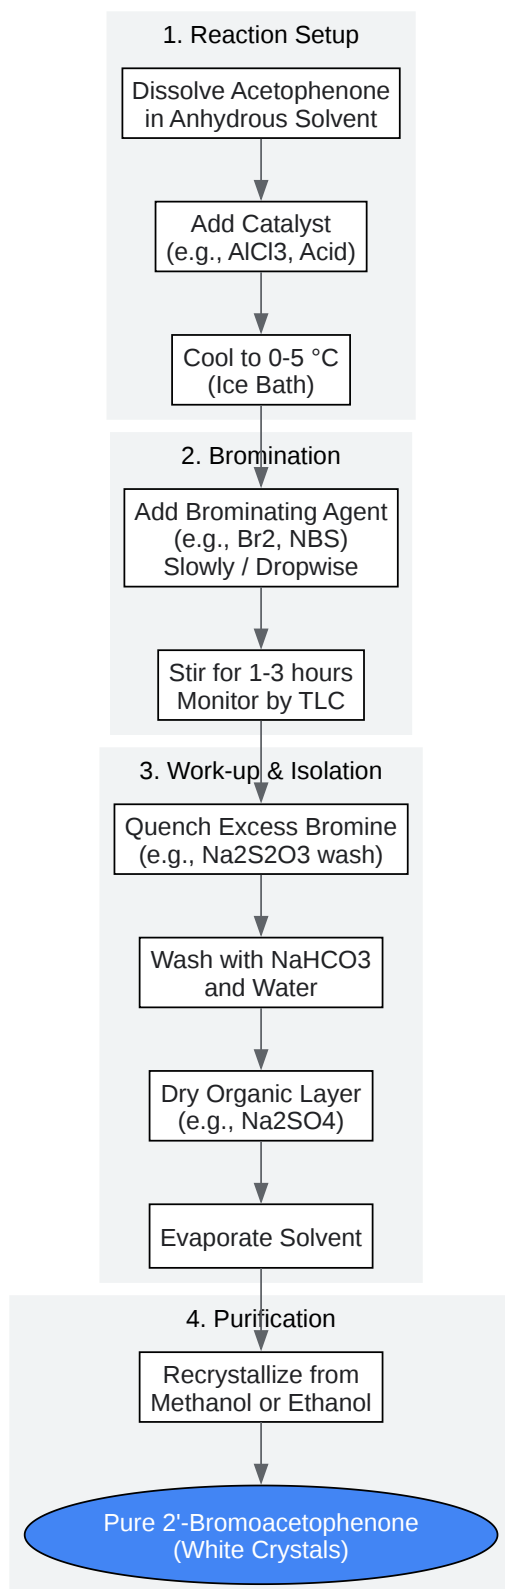 1. Reaction Setup
Dissolve Acetophenone
in Anhydrous Solvent
Add Catalyst
(e.g., AlCl3, Acid)
Cool to 0-5 °C
(Ice Bath)
2. Bromination
Add Brominating Agent
(e.g., Br2, NBS)
Slowly / Dropwise
Stir for 1-3 hours
Monitor by TLC
3. Work-up & Isolation
Quench Excess Bromine
(e.g., Na2S2O3 wash)
Wash with NaHCO3
and Water
Dry Organic Layer
(e.g., Na2SO4)
Evaporate Solvent
4. Purification
Recrystallize from
Methanol or Ethanol
Pure 2'-Bromoacetophenone
(White Crystals)